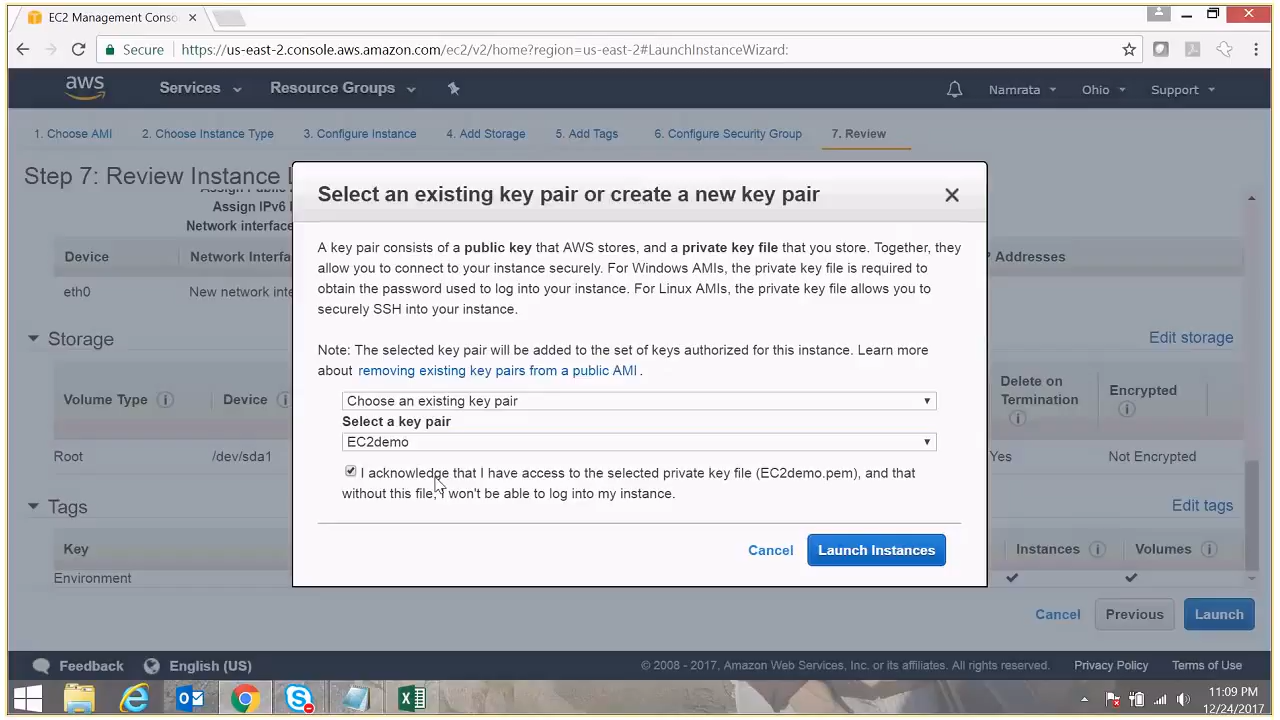 EC2 Management Conso
Secure
https://us-east-2.console.aws.amazon.com/ec2/v2/home?region=us-east-2#LaunchInstanceWizard:
aws
Services
Resource Groups
Namrata
Ohio
Support
1. Choose AMI
2. Choose Instance Type
3. Configure Instance
4. Add Storage
5. Add Tags
6. Configure Security Group
7. Review
Step 7: Review Instance
Assign IPv6
Network interface
Device
Network Interfa
Addresses
eth0
New network inte
Storage
Edit storage
Volume Type
Device
Delete on
Termination
Encrypted
Root
/dev/sda1
Yes
Not Encrypted
Tags
Edit tags
Key
Instances
Volumes
Environment
Select an existing key pair or create a new key pair
A key pair consists of a public key that AWS stores, and a private key file that you store. Together, they
allow you to connect to your instance securely. For Windows AMIs, the private key file is required to
obtain the password used to log into your instance. For Linux AMIs, the private key file allows you to
securely SSH into your instance.
Note: The selected key pair will be added to the set of keys authorized for this instance. Learn more
about removing existing key pairs from a public AMI .
Choose an existing key pair
Select a key pair
EC2demo
I acknowledge that I have access to the selected private key file (EC2demo.pem), and that
without this file, I won't be able to log into my instance.
Cancel
Launch Instances
Cancel
Previous
Launch
Feedback
English (US)
© 2008 - 2017, Amazon Web Services, Inc. or its affiliates. All rights reserved.
Privacy Policy
Terms of Use
11:09 PM
12/24/2017